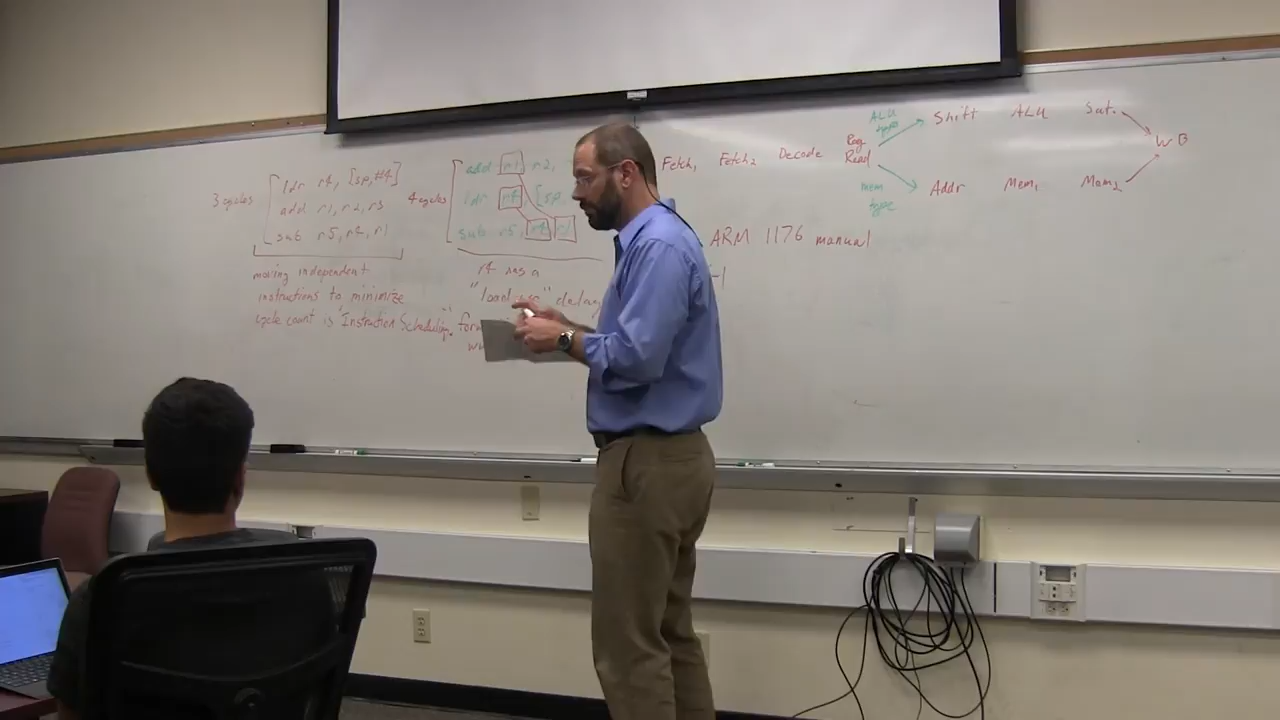 3 cycles
ldr r4, [sp, #4]
add r1, r2, r3
sub r5, r4, r1
moving independent
instructions to minimize
cycle count is "Instruction Scheduling."
4 cycles
add r1, r2,
ldr r4, [sp,
sub r5, r4, r1
r4 has a
"load use" delay
Fetch1 Fetch2 Decode Reg Read
ALU type
Shift ALU Sat.
mem type
Addr Mem1 Mem2
WB
ARM 1176 manual